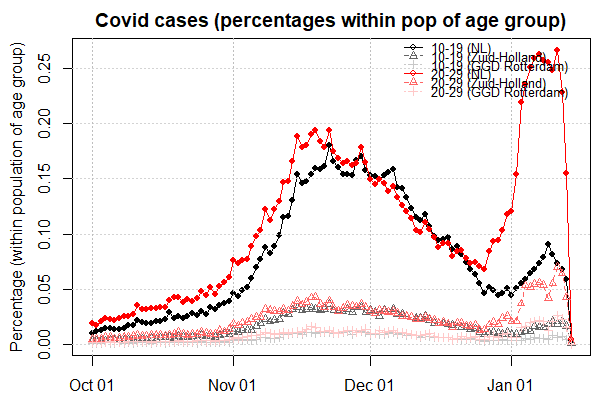 Covid cases (percentages within pop of age group)
10-19 (NL)
10-19 (Zuid-Holland)
10-19 (GGD Rotterdam)
20-29 (NL)
20-29 (Zuid-Holland)
20-29 (GGD Rotterdam)
Percentage (within population of age group)
0.25
0.20
0.15
0.10
0.05
0.00
Oct 01
Nov 01
Dec 01
Jan 01